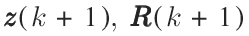 z(k + 1), R(k + 1)